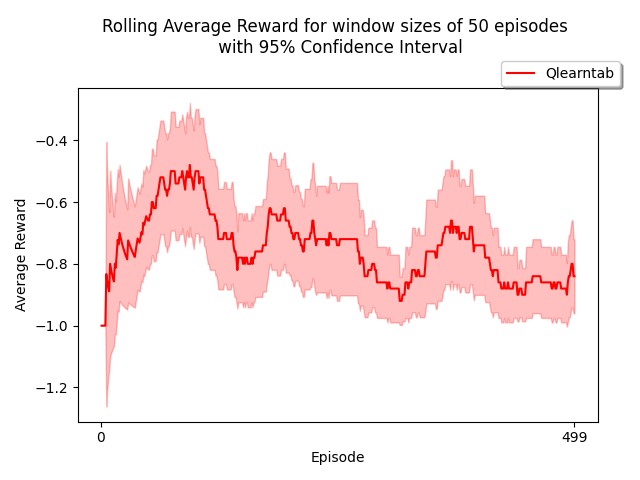 Rolling Average Reward for window sizes of 50 episodes
with 95% Confidence Interval
Qlearntab
−0.4
−0.6
−0.8
−1.0
−1.2
Average Reward
0
499
Episode